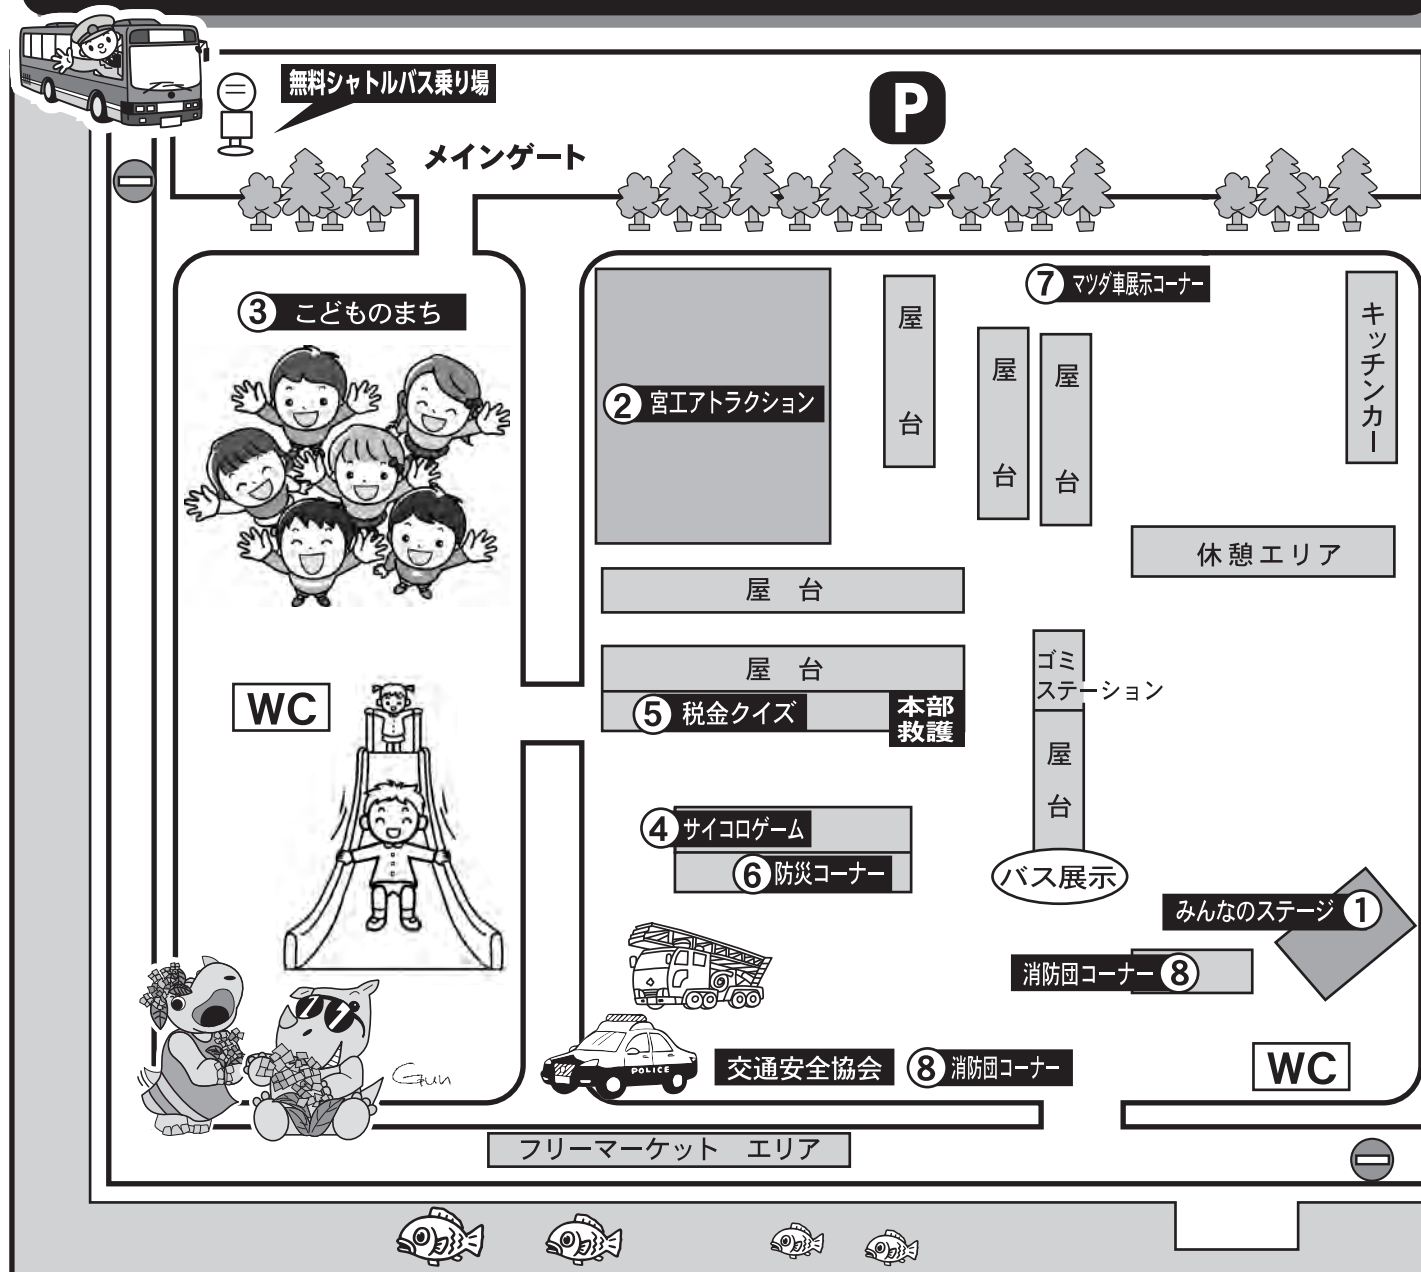 無料シャトルバス乗り場
P
メインゲート
③ こどものまち
② 宮工アトラクション
屋台
⑦ マツダ車展示コーナー
屋台
屋台
キッチンカー
休憩エリア
屋 台
屋 台
⑤ 税金クイズ
本部
救護
ゴミ
ステーション
屋台
WC
④ サイコロゲーム
⑥ 防災コーナー
バス展示
みんなのステージ ①
消防団コーナー ⑧
POLICE
交通安全協会
⑧ 消防団コーナー
WC
Gun
フリーマーケット エリア